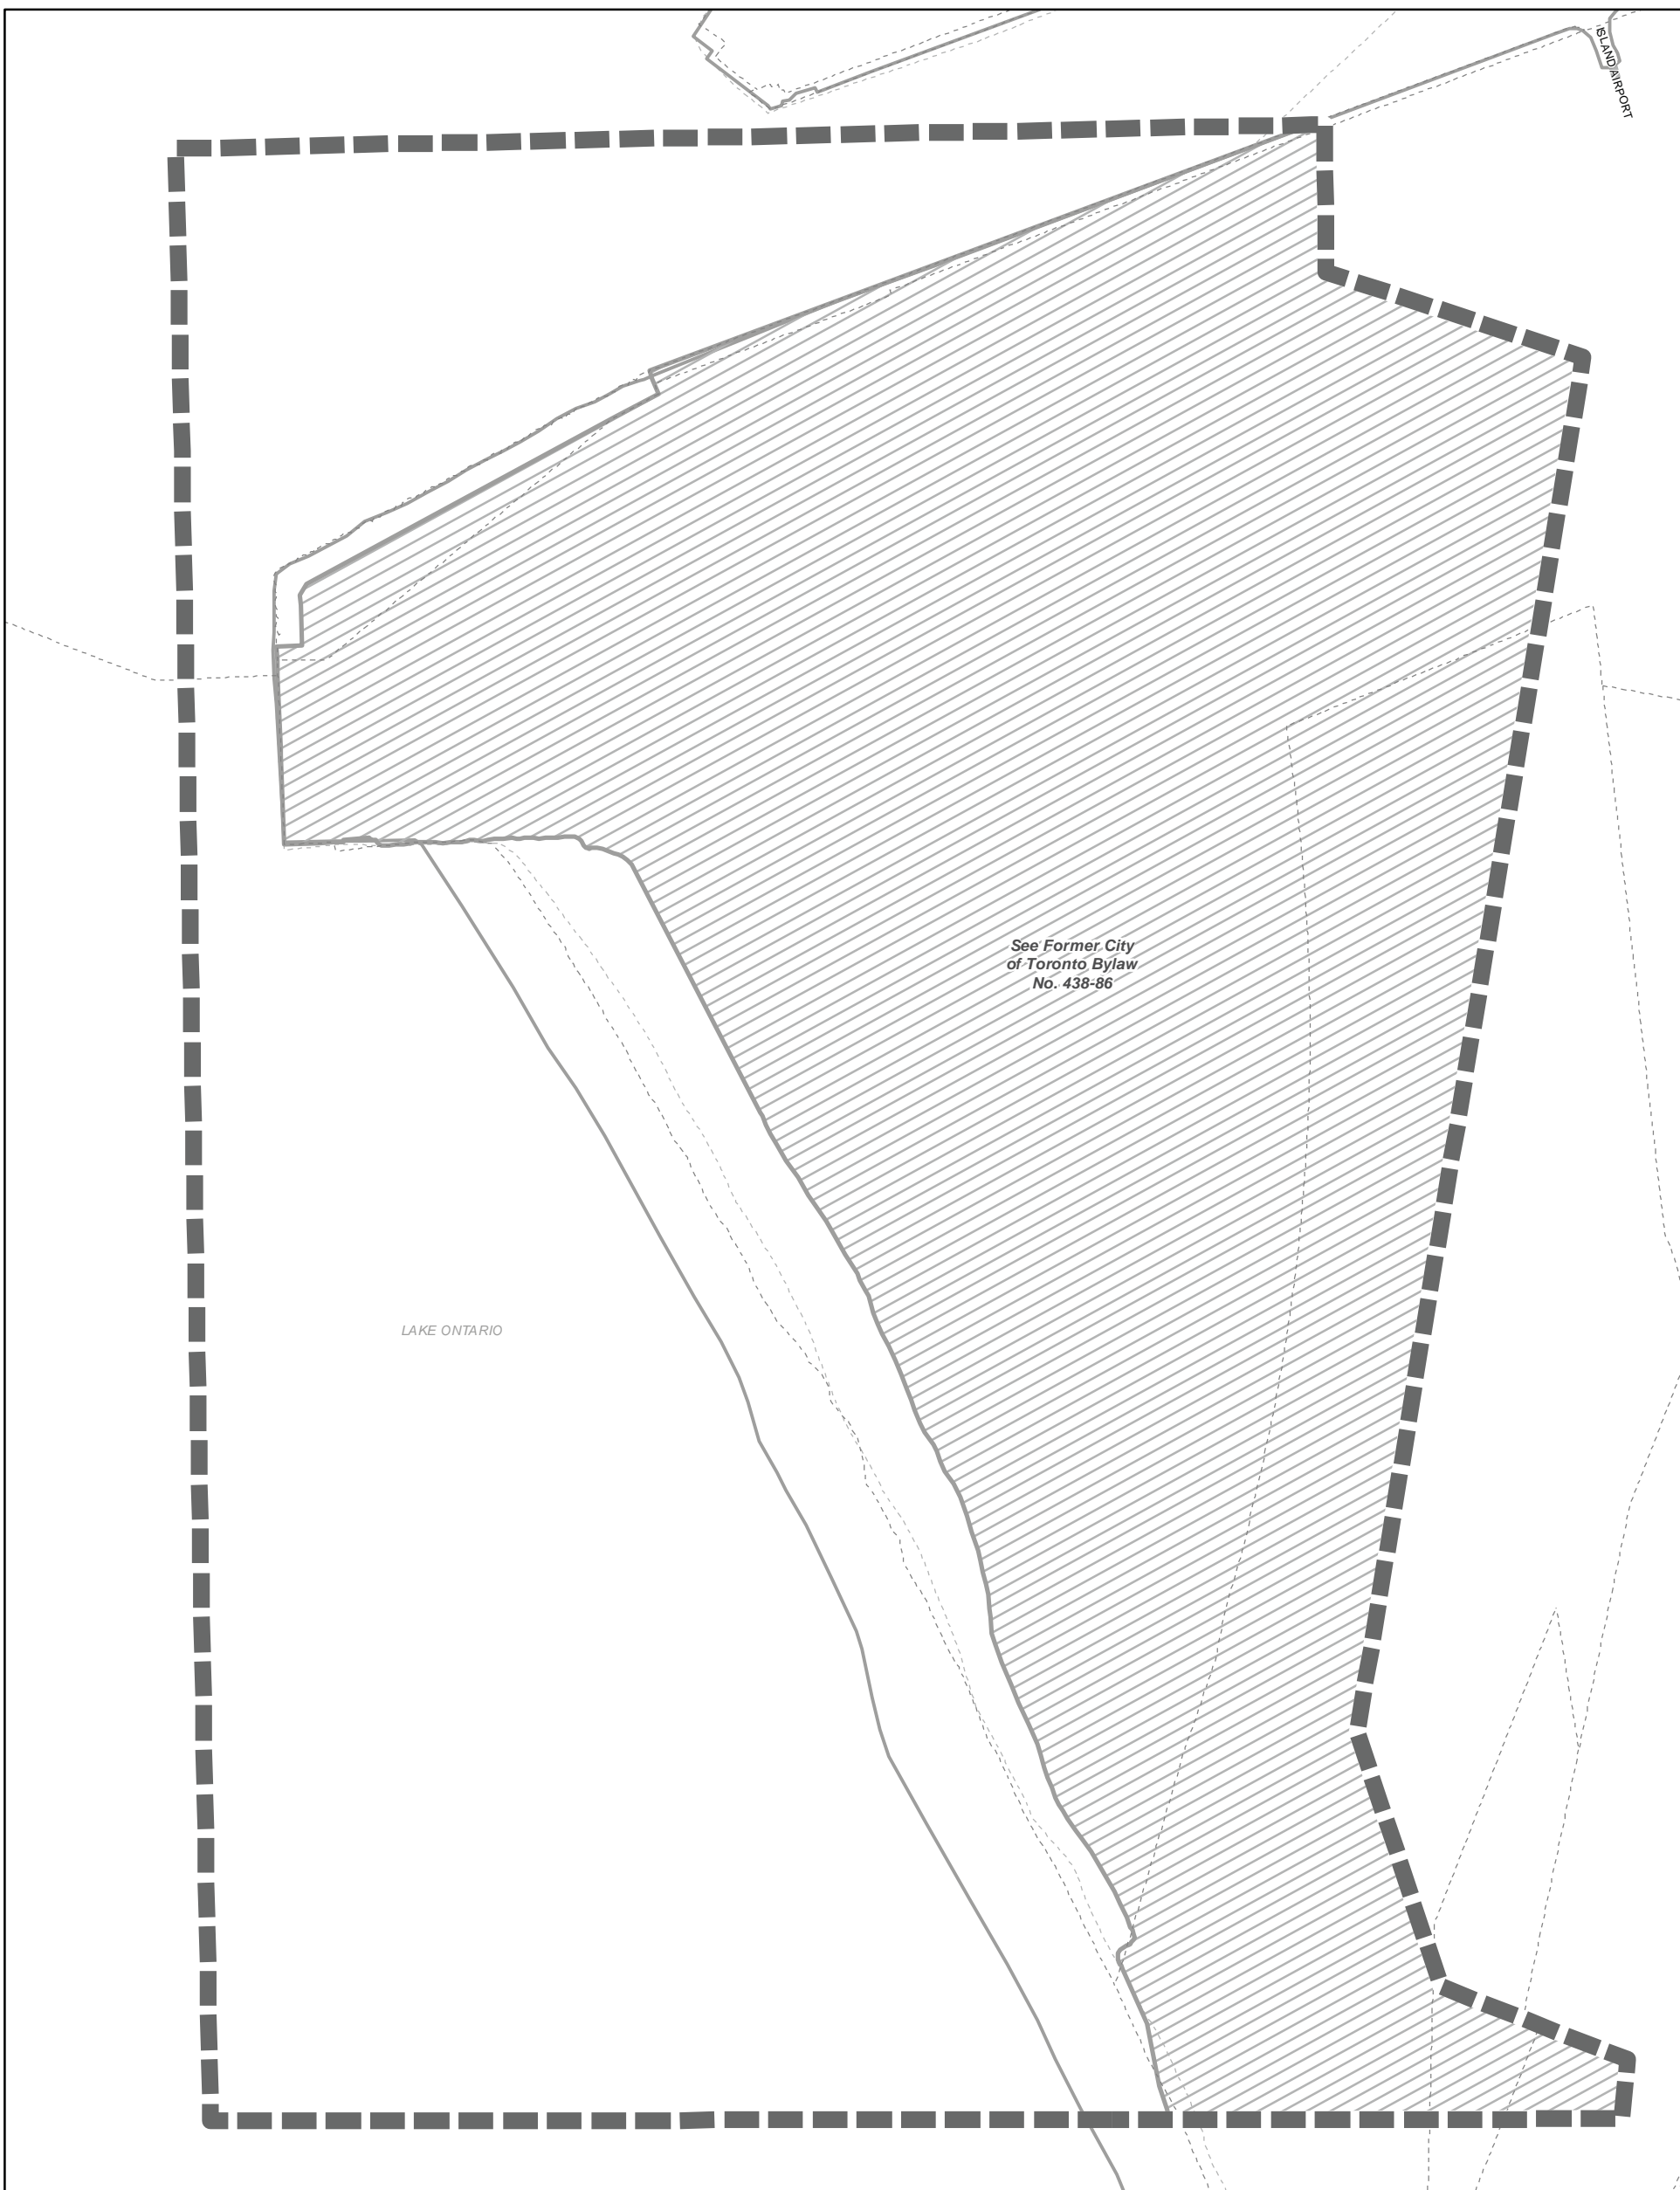 ISLAND AIRPORT
See Former City
of Toronto Bylaw
No. 438-86
LAKE ONTARIO